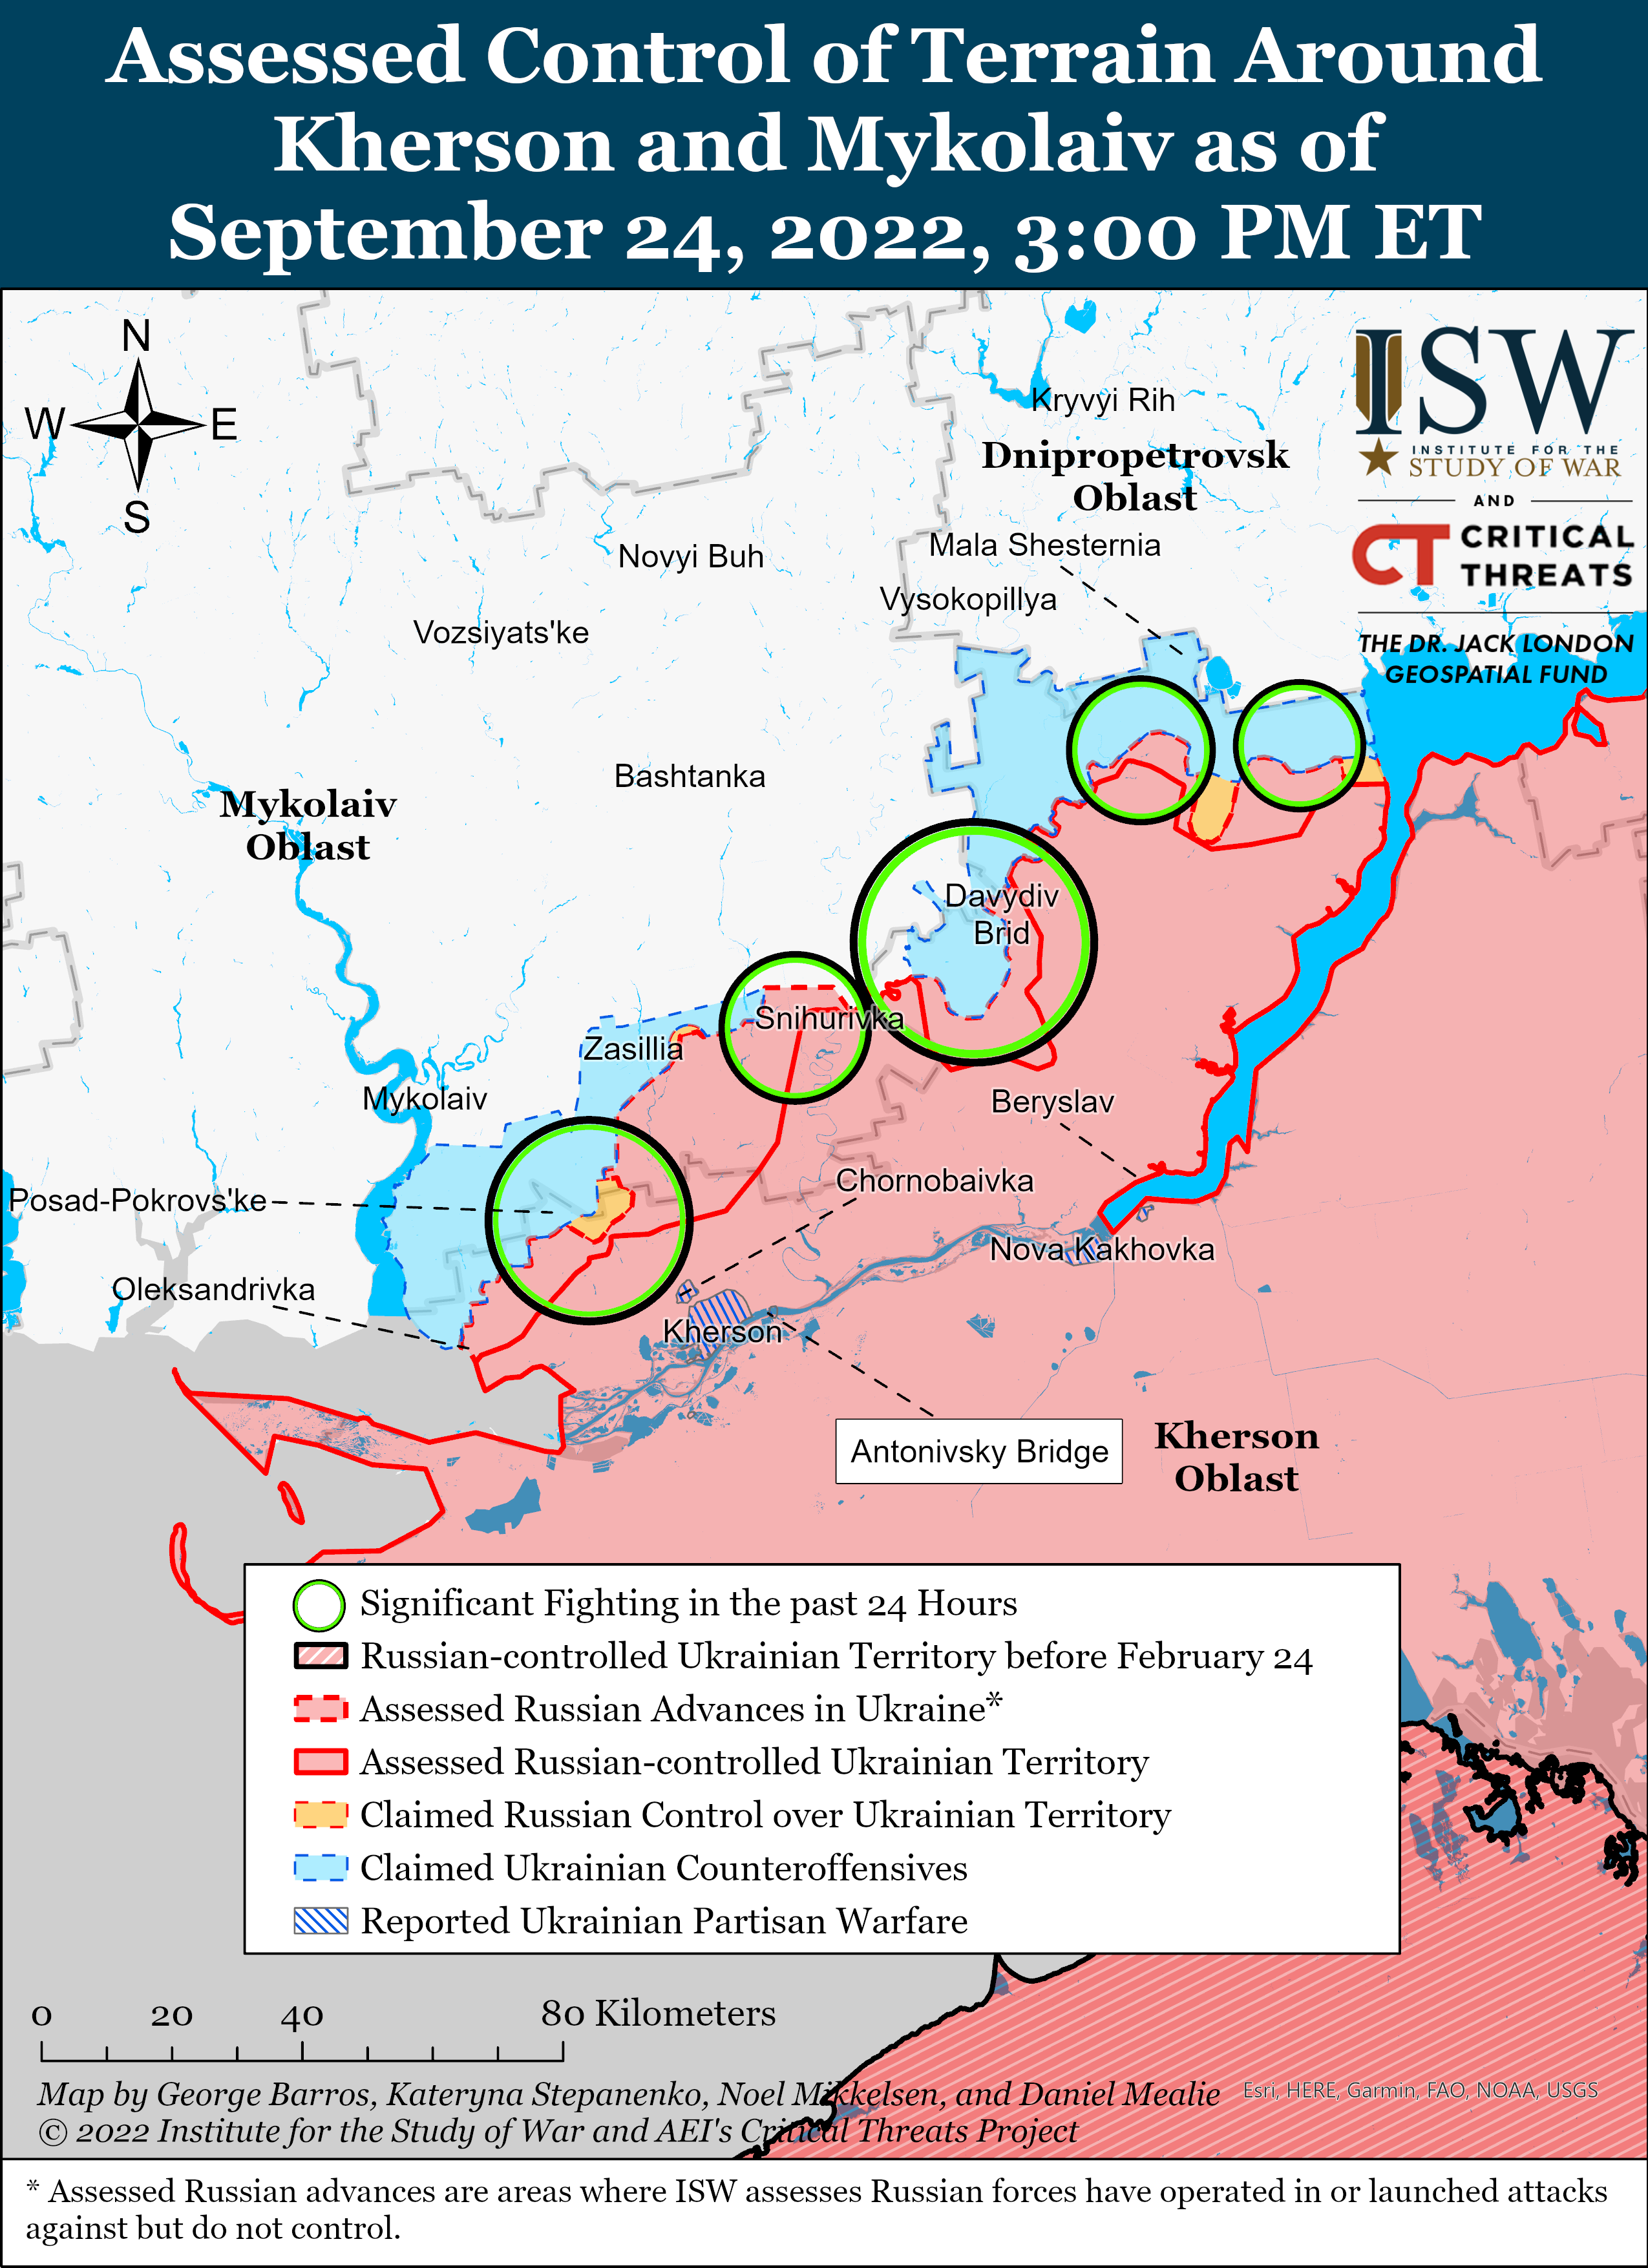 Assessed Control of Terrain Around
Kherson and Mykolaiv as of
September 24, 2022, 3:00 PM ET
N
W
E
S
ISW
INSTITUTE FOR THE
STUDY OF WAR
AND
CT CRITICAL
THREATS
THE DR. JACK LONDON
GEOSPATIAL FUND
Kryvyi Rih
Dnipropetrovsk
Oblast
Mala Shesternia
Novyi Buh
Vysokopillya
Vozsiyats'ke
Bashtanka
Mykolaiv
Oblast
Davydiv
Brid
Snihurivka
Zasillia
Mykolaiv
Beryslav
Chornobaivka
Posad-Pokrovs'ke
Nova Kakhovka
Oleksandrivka
Kherson
Antonivsky Bridge
Kherson
Oblast
Significant Fighting in the past 24 Hours
Russian-controlled Ukrainian Territory before February 24
Assessed Russian Advances in Ukraine*
Assessed Russian-controlled Ukrainian Territory
Claimed Russian Control over Ukrainian Territory
Claimed Ukrainian Counteroffensives
Reported Ukrainian Partisan Warfare
0 20 40 80 Kilometers
Map by George Barros, Kateryna Stepanenko, Noel Mikkelsen, and Daniel Mealie
Esri, HERE, Garmin, FAO, NOAA, USGS
© 2022 Institute for the Study of War and AEI's Critical Threats Project
* Assessed Russian advances are areas where ISW assesses Russian forces have operated in or launched attacks
against but do not control.